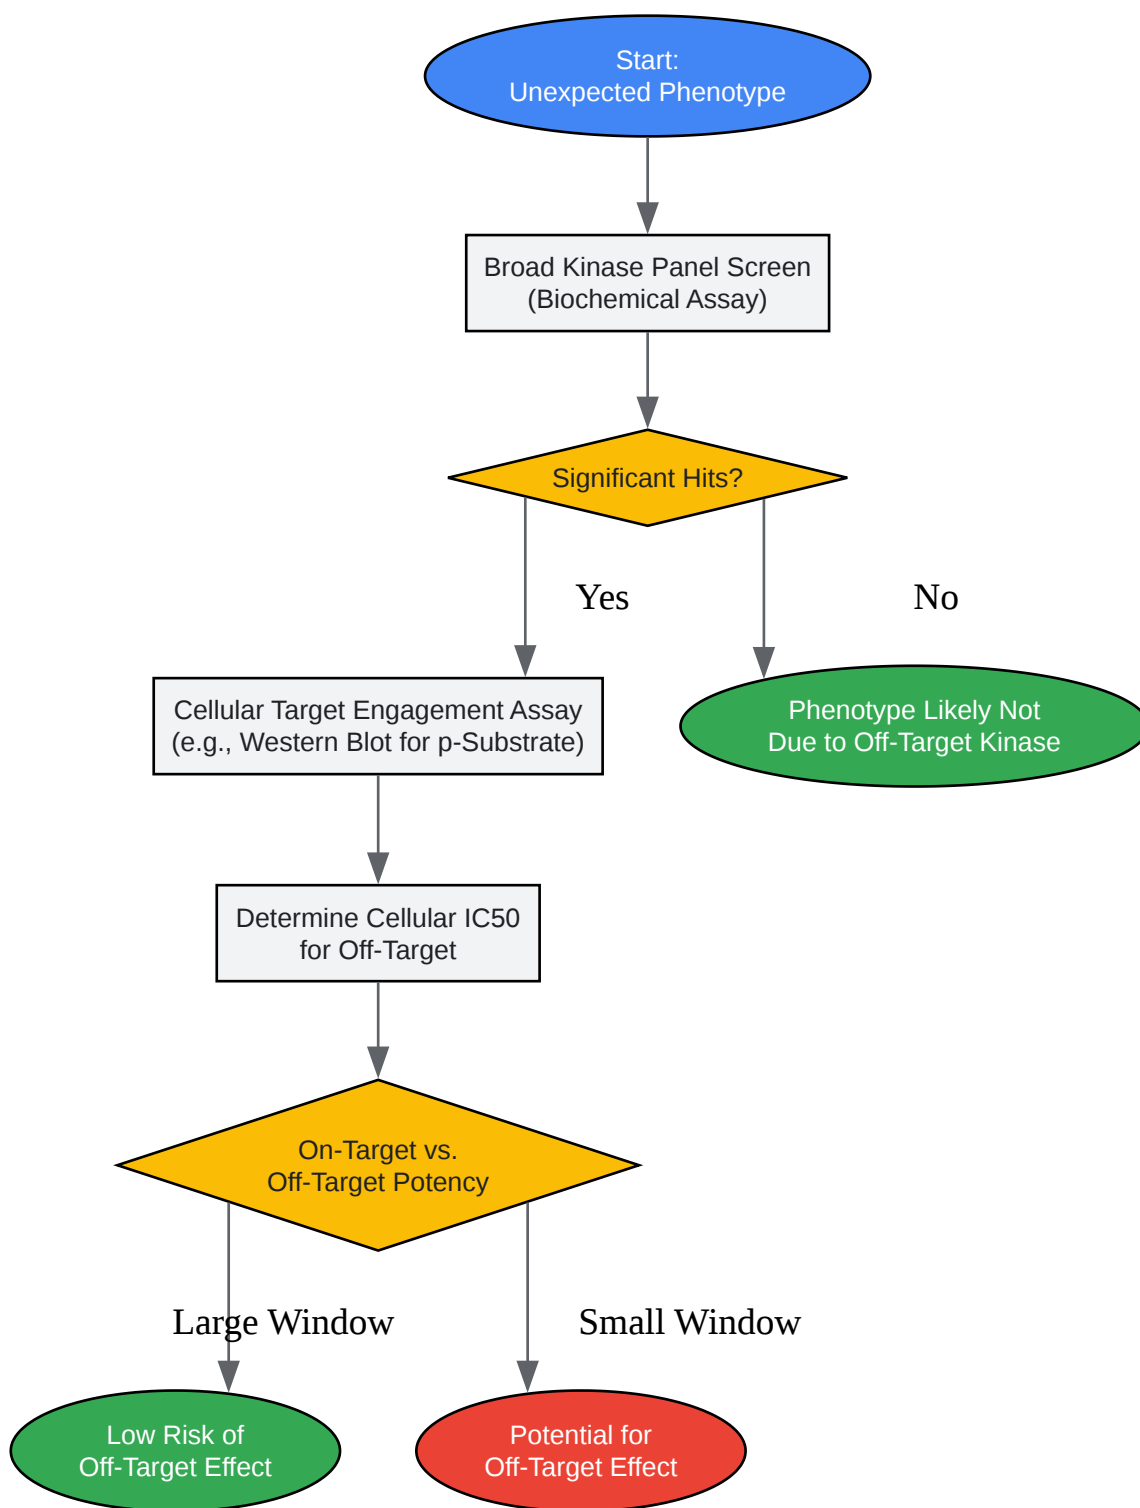 Start:
Unexpected Phenotype
Broad Kinase Panel Screen
(Biochemical Assay)
Significant Hits?
Yes
No
Cellular Target Engagement Assay
(e.g., Western Blot for p-Substrate)
Phenotype Likely Not
Due to Off-Target Kinase
Determine Cellular IC50
for Off-Target
On-Target vs.
Off-Target Potency
Large Window
Small Window
Low Risk of
Off-Target Effect
Potential for
Off-Target Effect